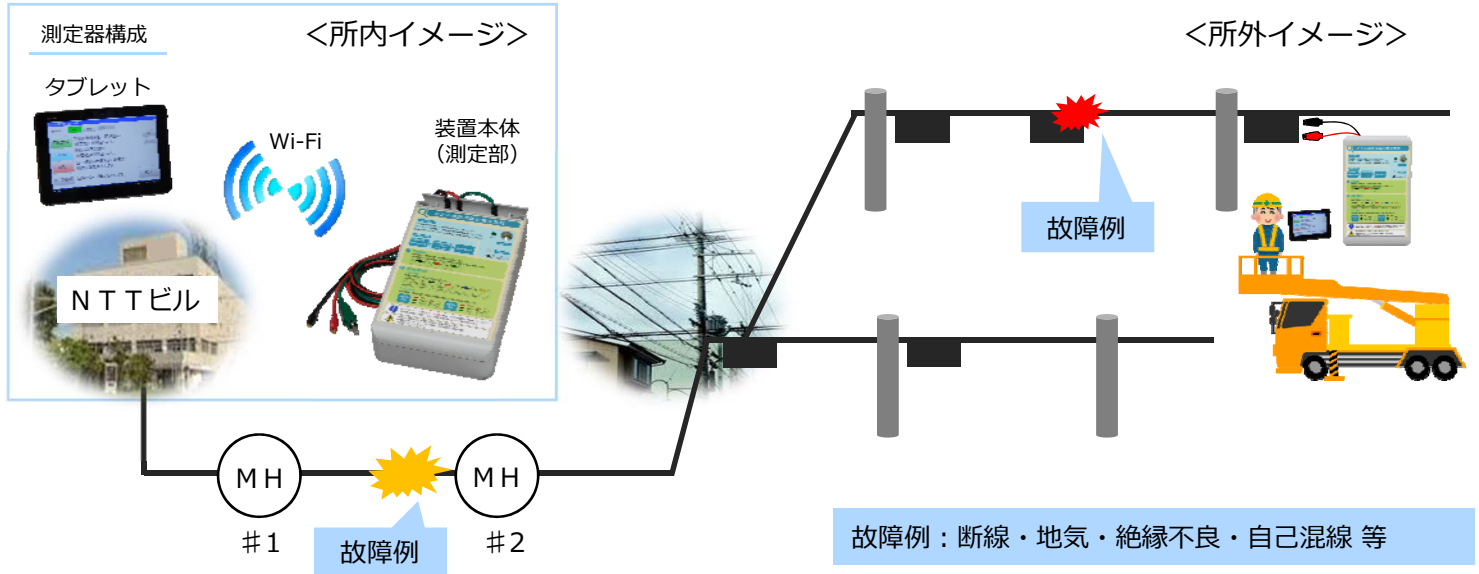 測定器構成
<所内イメージ>
タブレット
Wi-Fi
装置本体
（測定部）
ＮＴＴビル
ＭＨ
＃1
故障例
ＭＨ
＃2
<所外イメージ>
故障例
故障例：断線・地気・絶縁不良・自己混線 等